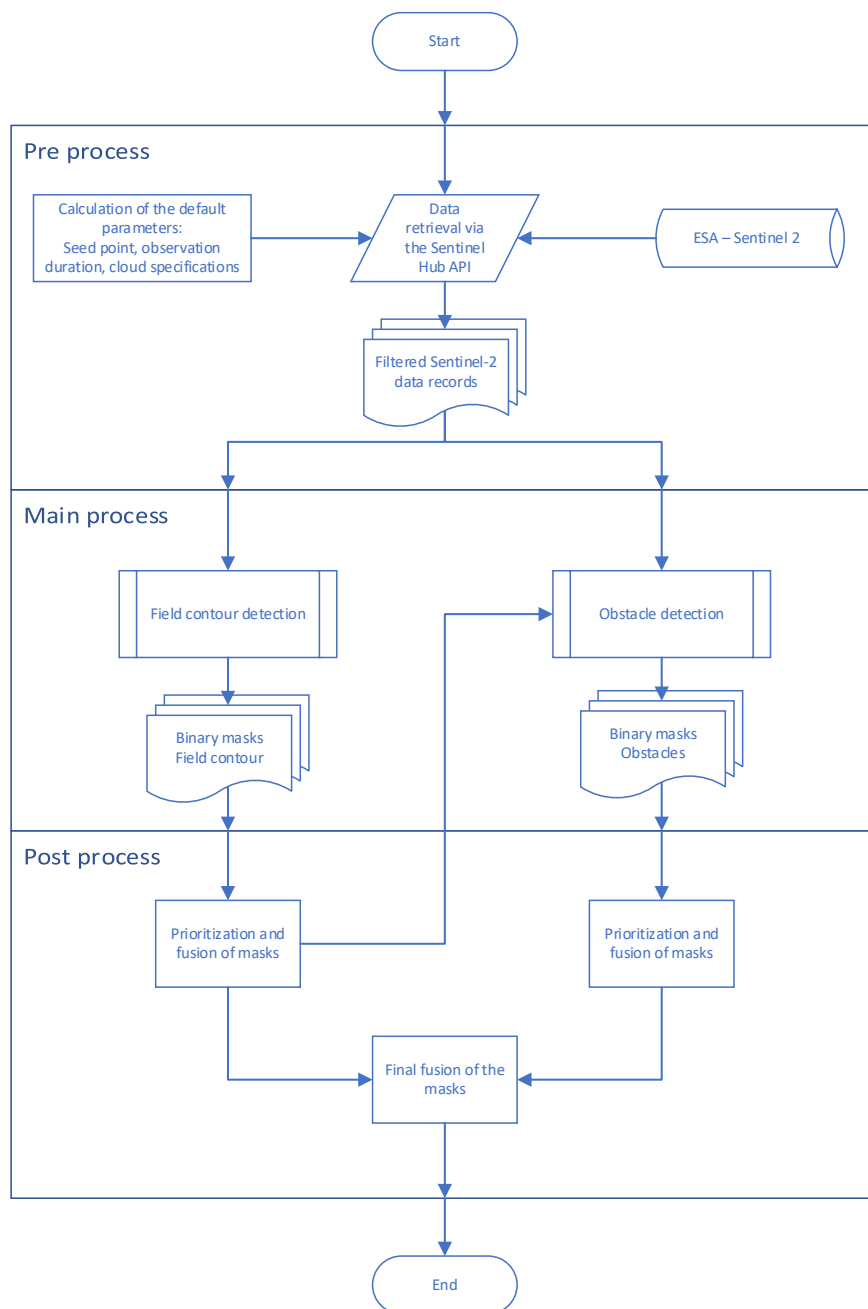 Start
Pre process
Calculation of the default
parameters:
Seed point, observation
duration, cloud specifications
Data
retrieval via
the Sentinel
Hub API
ESA – Sentinel 2
Filtered Sentinel-2
data records
Main process
Field contour detection
Obstacle detection
Binary masks
Field contour
Binary masks
Obstacles
Post process
Prioritization and
fusion of masks
Prioritization and
fusion of masks
Final fusion of the
masks
End